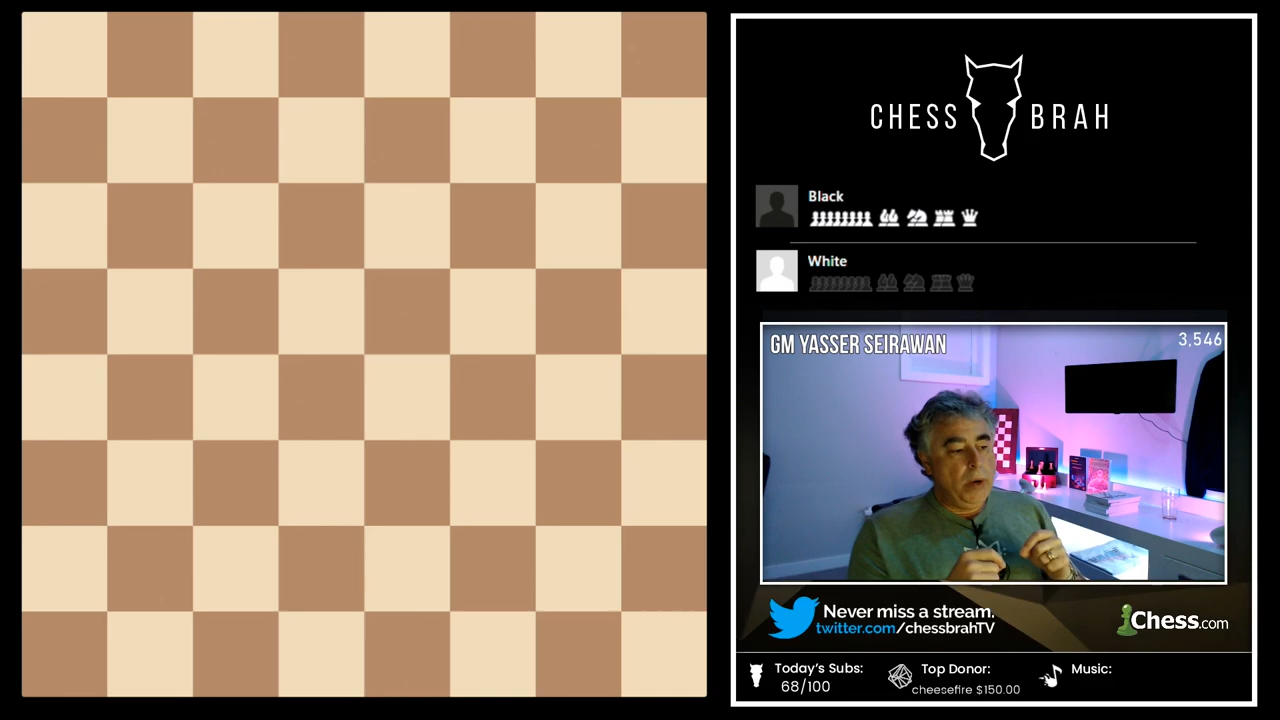 CHESS BRAH
Black
White
GM YASSER SEIRAWAN
3,546
Never miss a stream.
twitter.com/chessbrahTV
Chess.com
Today's Subs:
68/100
Top Donor:
cheesefire $150.00
Music: